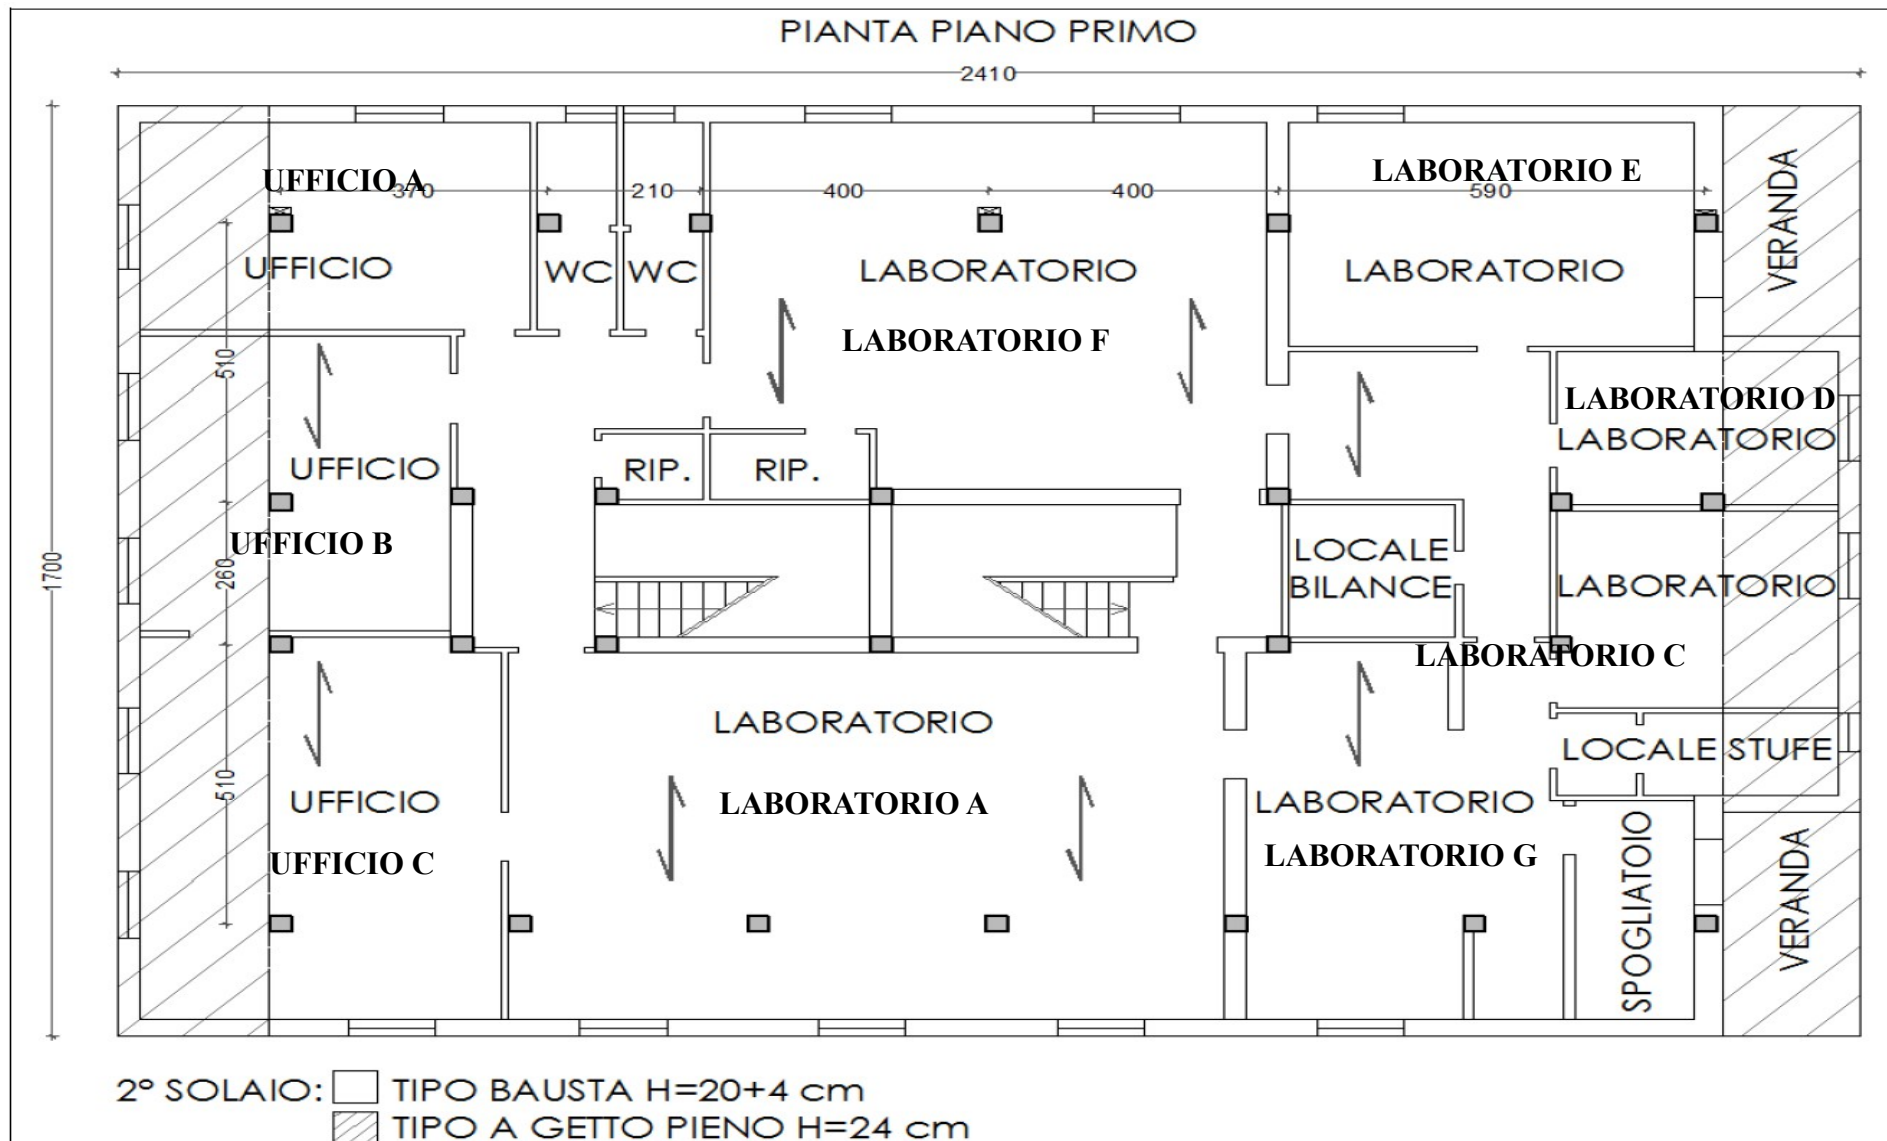 PIANTA PIANO PRIMO
2410
1700
UFFICIO A
370
210
400
400
LABORATORIO E
590
VERANDA
UFFICIO
WC
WC
LABORATORIO
LABORATORIO
LABORATORIO F
510
LABORATORIO D
LABORATORIO
UFFICIO
RIP.
RIP.
UFFICIO B
260
LOCALE
BILANCE
LABORATORIO
LABORATORIO C
LABORATORIO
LOCALE STUFE
510
UFFICIO
LABORATORIO A
LABORATORIO
UFFICIO C
LABORATORIO G
SPOGLIATOIO
VERANDA
2° SOLAIO: TIPO BAUSTA H=20+4 cm
TIPO A GETTO PIENO H=24 cm